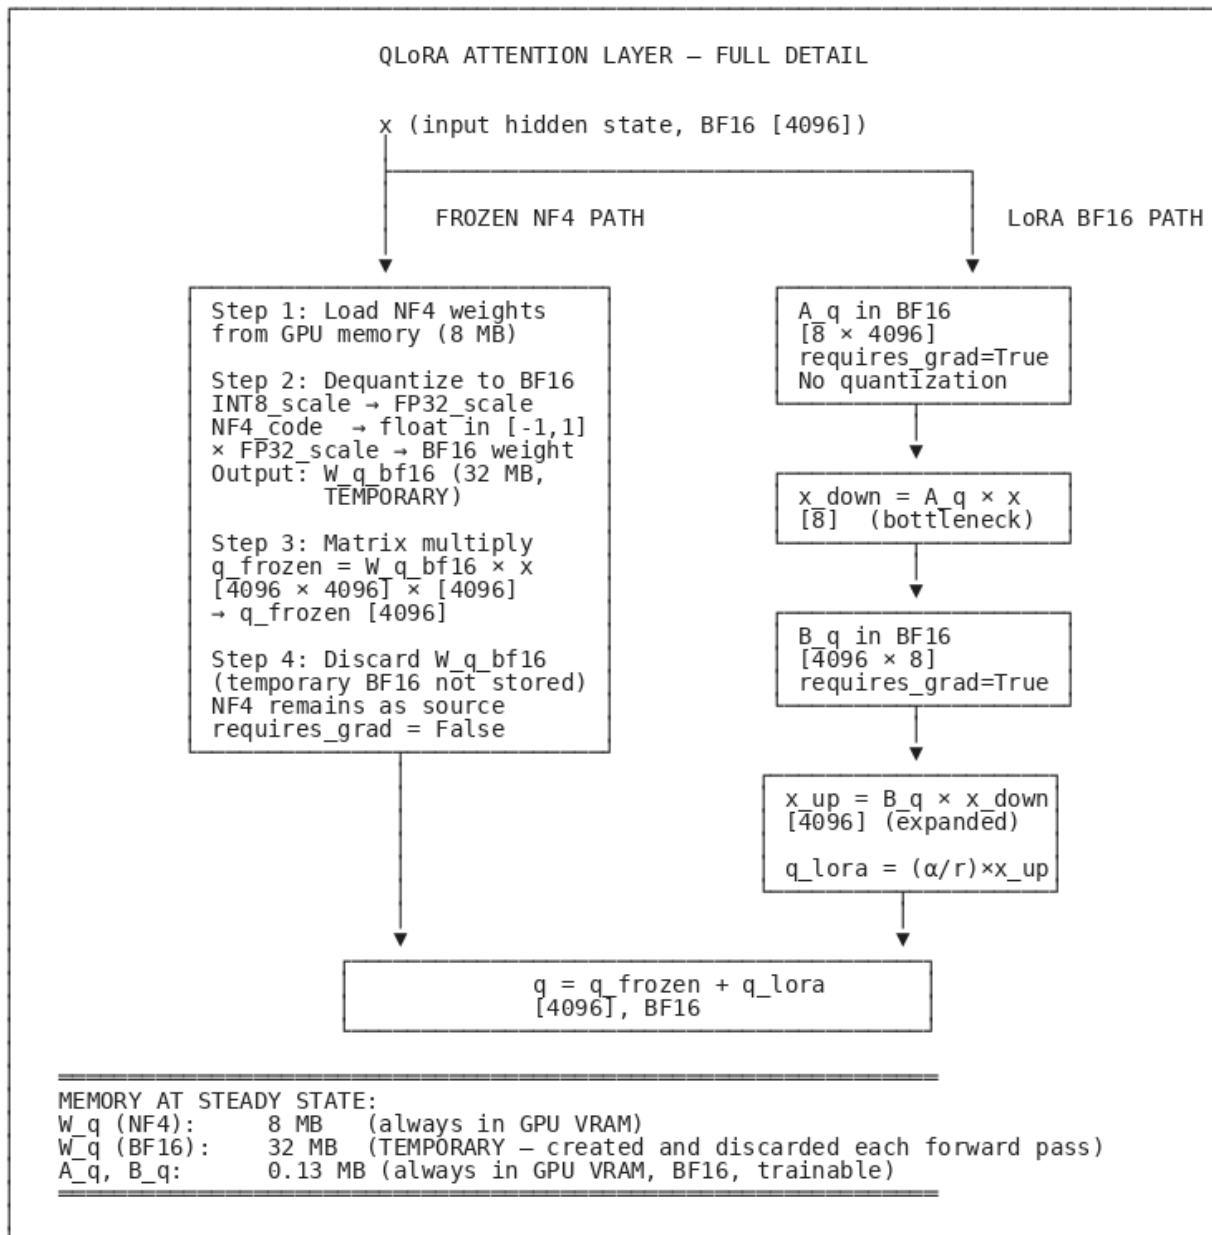 QLoRA ATTENTION LAYER — FULL DETAIL
x (input hidden state, BF16 [4096])
FROZEN NF4 PATH
LoRA BF16 PATH
Step 1: Load NF4 weights
from GPU memory (8 MB)
Step 2: Dequantize to BF16
INT8_scale → FP32_scale
NF4_code → float in [-1,1]
× FP32_scale → BF16 weight
Output: W_q_bf16 (32 MB,
TEMPORARY)
Step 3: Matrix multiply
q_frozen = W_q_bf16 × x
[4096 × 4096] × [4096]
→ q_frozen [4096]
Step 4: Discard W_q_bf16
(temporary BF16 not stored)
NF4 remains as source
requires_grad = False
A_q in BF16
[8 × 4096]
requires_grad=True
No quantization
x_down = A_q × x
[8] (bottleneck)
B_q in BF16
[4096 × 8]
requires_grad=True
x_up = B_q × x_down
[4096] (expanded)
q_lora = (α/r)×x_up
q = q_frozen + q_lora
[4096], BF16
MEMORY AT STEADY STATE:
W_q (NF4): 8 MB (always in GPU VRAM)
W_q (BF16): 32 MB (TEMPORARY — created and discarded each forward pass)
A_q, B_q: 0.13 MB (always in GPU VRAM, BF16, trainable)